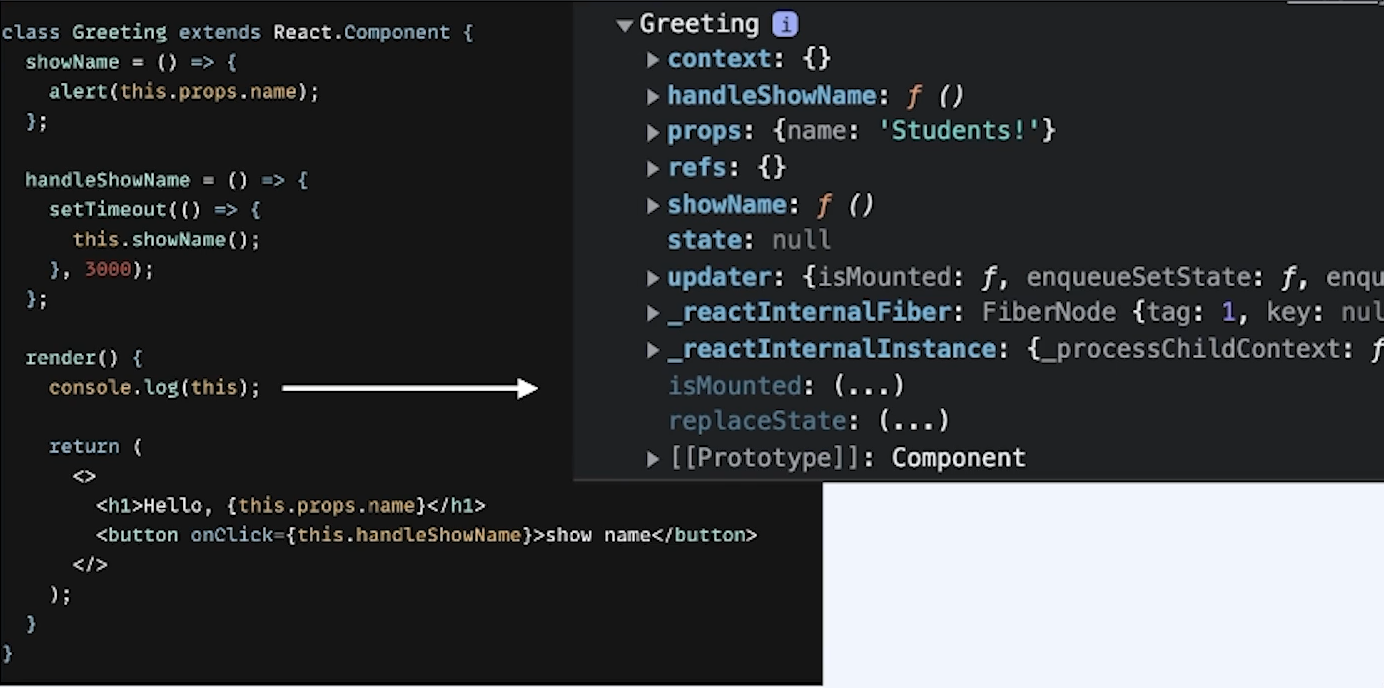 class Greeting extends React.Component {
showName = () => {
alert(this.props.name);
};
handleShowName = () => {
setTimeout(() => {
this.showName();
}, 3000);
};
render() {
console.log(this);
return (
<>
<h1>Hello, {this.props.name}</h1>
<button onClick={this.handleShowName}>show name</button>
</>
);
}
}
Greeting i
context: {}
handleShowName: ƒ ()
props: {name: 'Students!'}
refs: {}
showName: ƒ ()
state: null
updater: {isMounted: ƒ, enqueueSetState: ƒ, enqu
_reactInternalFiber: FiberNode {tag: 1, key: nul
_reactInternalInstance: {_processChildContext: ƒ
isMounted: (...)
replaceState: (...)
[[Prototype]]: Component